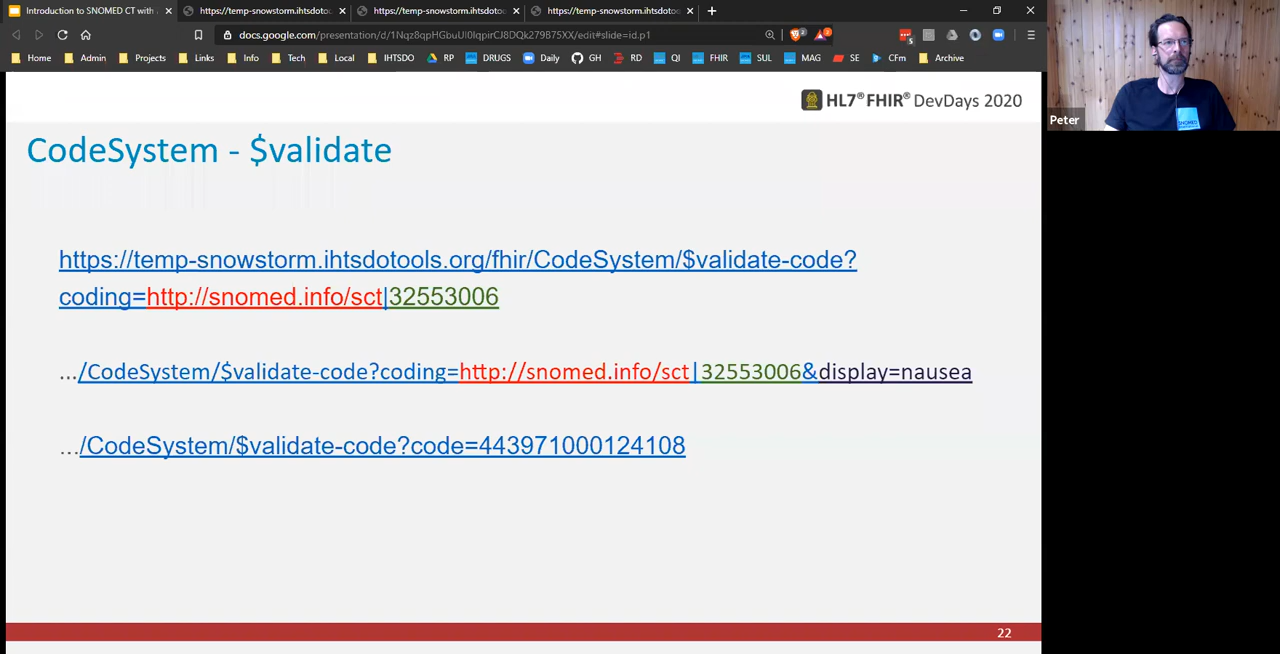 Introduction to SNOMED CT with
https://temp-snowstorm.ihtsdoto
https://temp-snowstorm.ihtsdoto
https://temp-snowstorm.ihtsdoto
docs.google.com/presentation/d/1Nqz8qpHGbuUi0IqpirCJ8DQk279875XX/edit#slide=id.p1
Home Admin Projects Links Info Tech Local IHTSDO RP DRUGS Daily GH RD QI FHIR SUL MAG SE CFm Archive
HL7® FHIR® DevDays 2020
Peter
SNOMED
CodeSystem - $validate
https://temp-snowstorm.ihtsdotools.org/fhir/CodeSystem/$validate-code?
coding=http://snomed.info/sct|32553006
.../CodeSystem/$validate-code?coding=http://snomed.info/sct|32553006&display=nausea
.../CodeSystem/$validate-code?code=443971000124108
22